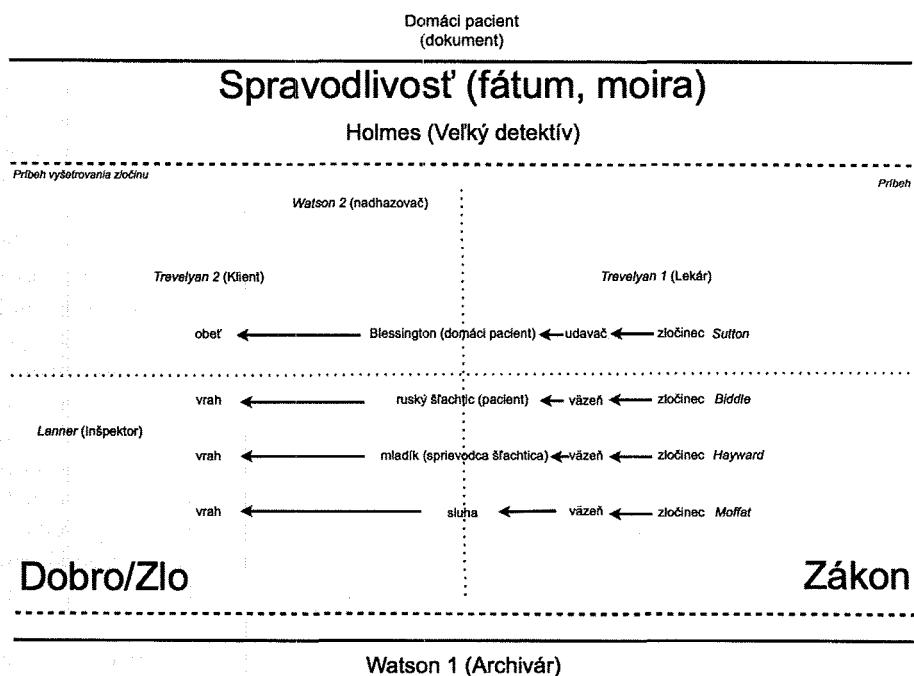 Domáci pacient
(dokument)
Spravodlivosť (fátum, moira)
Holmes (Veľký detektív)
Príbeh vyšetrovania zločinu
Príbeh
Watson 2 (nadhazovač)
Trevelyan 2 (Klient)
Trevelyan 1 (Lekár)
obeť Blessington (domáci pacient) udavač zločinec Sutton
vrah ruský šľachtic (pacient) väzeň zločinec Biddle
Lanner (Inšpektor)
vrah mladík (sprievodca šľachtica) väzeň zločinec Hayward
vrah sluha väzeň zločinec Moffat
Dobro/Zlo
Zákon
Watson 1 (Archivár)